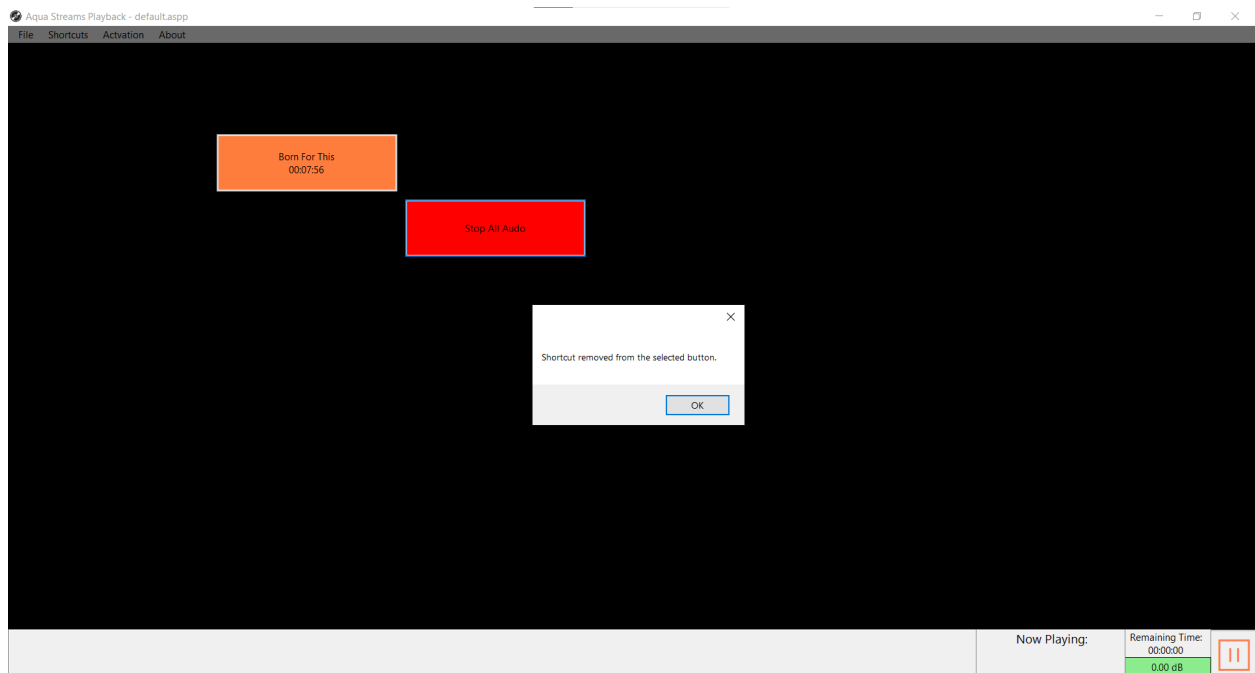 Aqua Streams Playback - default.aspp
File Shortcuts Actvation About
Born For This
00:07:56
Stop All Audo
Shortcut removed from the selected button.
OK
Now Playing:
Remaining Time:
00:00:00
0.00 dB